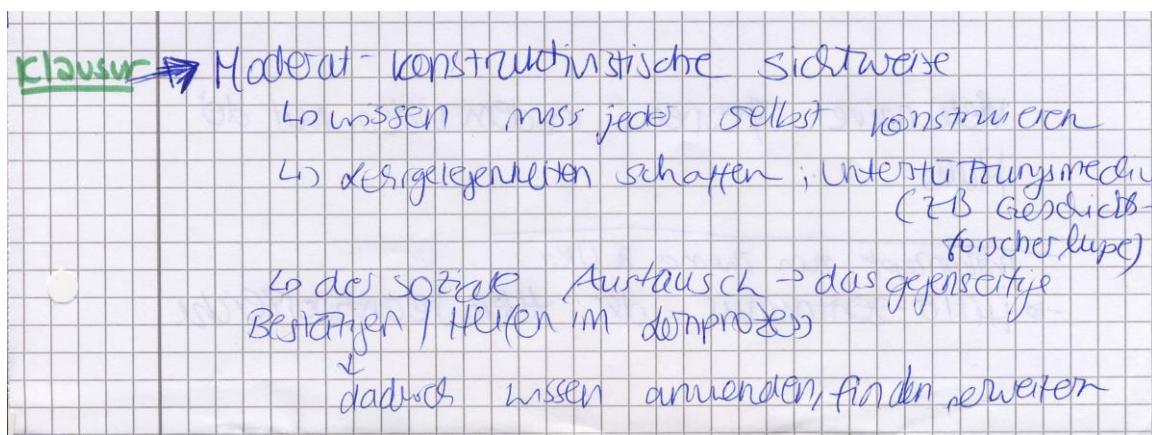 Klausur → Moderat-konstruktivistische Sichtweise
↳ wissen muss jeder selbst konstruieren
↳ Lerngelegenheiten schaffen; Unterstützungsmedien
(zB Geschichts-
forscherlupe)
↳ der soziale Austausch → das gegenseitige
Bestätigen / Helfen im Lernprozess
↓
dadurch wissen anwenden, finden, erweitern